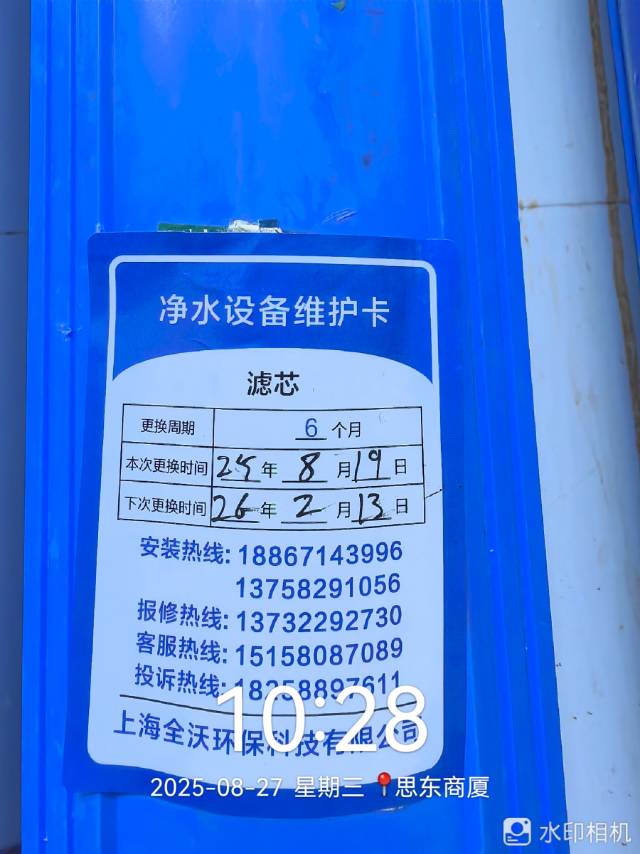 净水设备维护卡
滤芯
更换周期 6 个月
本次更换时间 25 年 8 月 19 日
下次更换时间 26 年 2 月 13 日
安装热线: 18867143996
13758291056
报修热线: 13732292730
客服热线: 15158087089
投诉热线: 18258897611
上海全沃环保科技有限公司
10:28
2025-08-27 星期三 思东商厦
水印相机